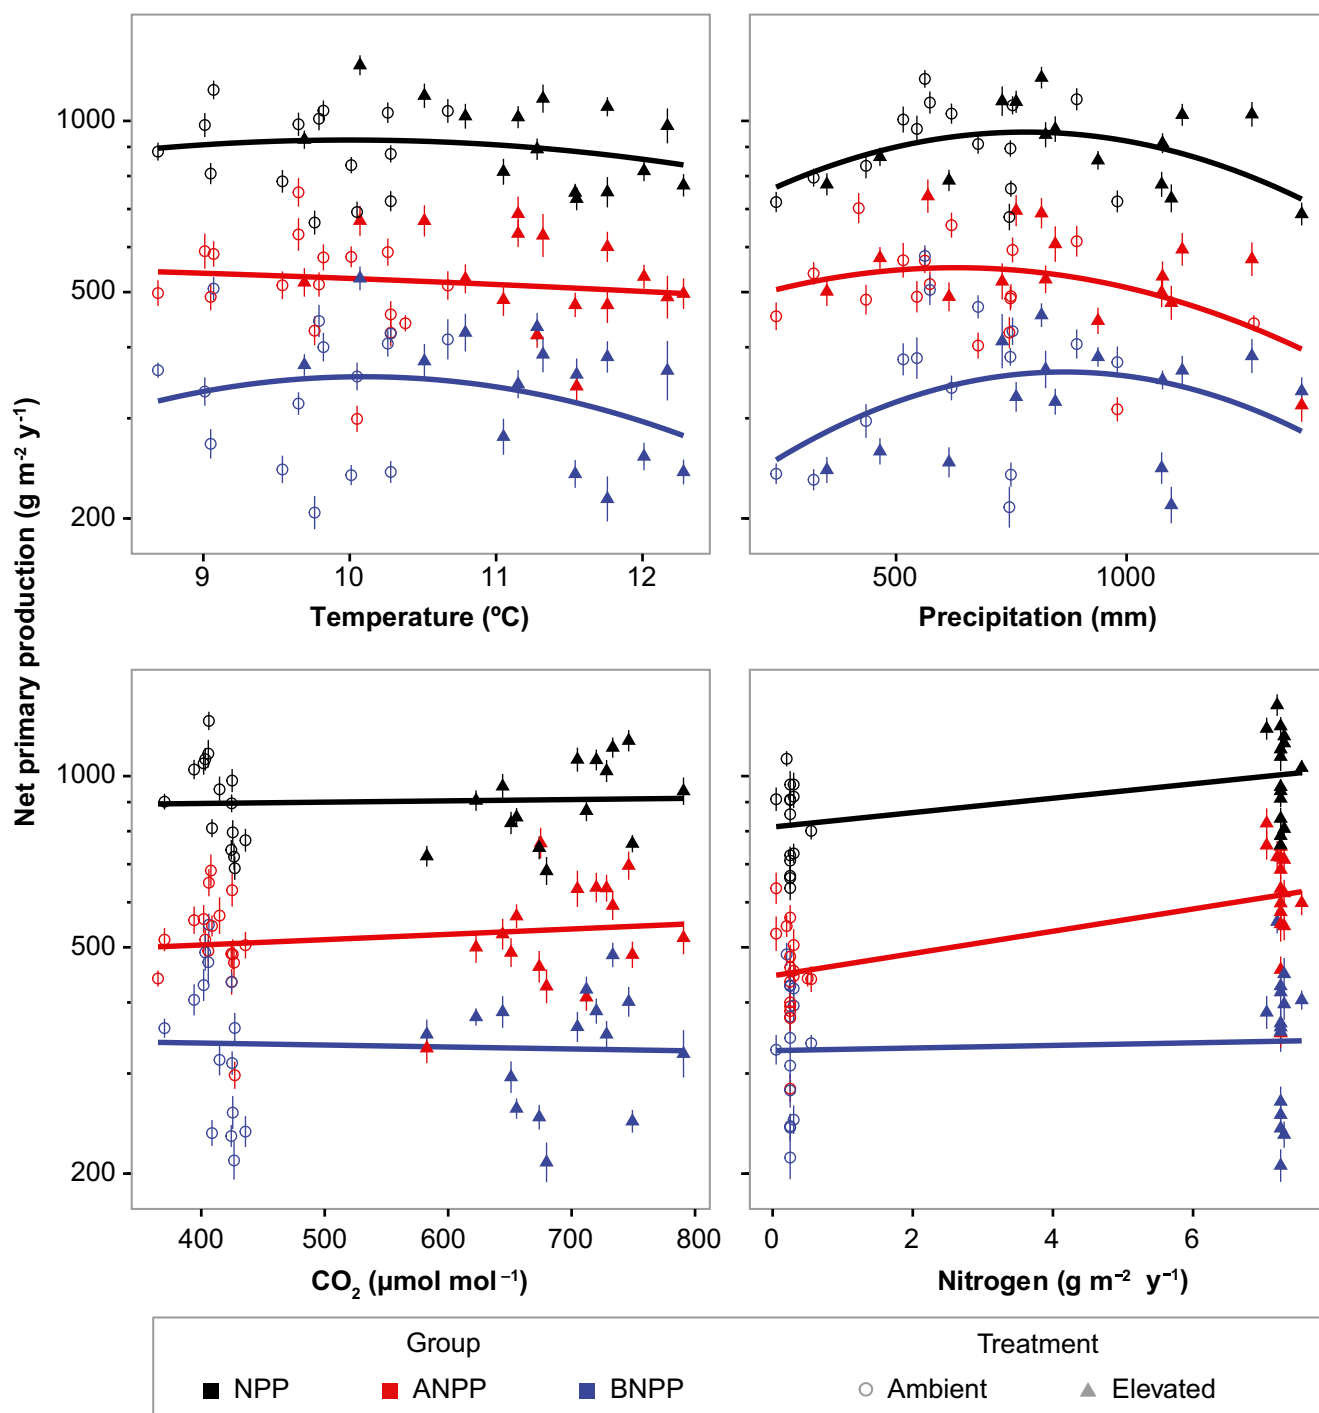 Net primary production (g m⁻² y⁻¹)
1000
500
200
9 10 11 12
Temperature (ºC)
500 1000
Precipitation (mm)
1000
500
200
400 500 600 700 800
CO₂ (µmol mol⁻¹)
0 2 4 6
Nitrogen (g m⁻² y⁻¹)
Group Treatment
NPP ANPP BNPP Ambient Elevated